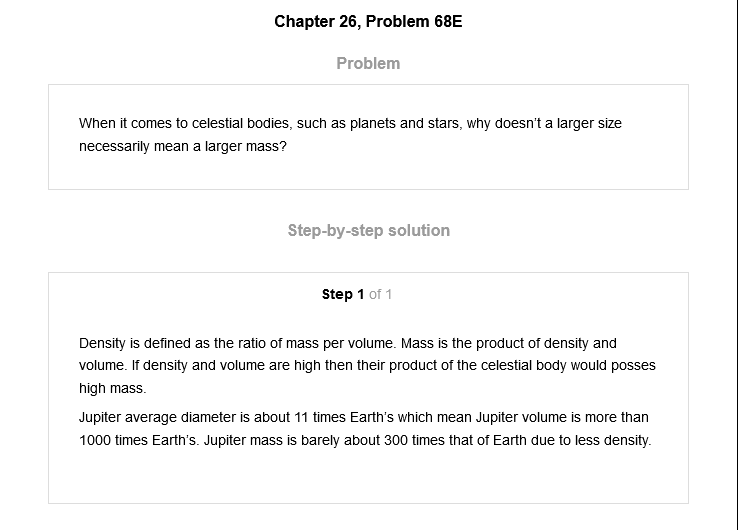 Chapter 26, Problem 68E
Problem
When it comes to celestial bodies, such as planets and stars, why doesn't a larger size
necessarily mean a larger mass?
Step-by-step solution
Step 1 of 1
Density is defined as the ratio of mass per volume. Mass is the product of density and
volume. If density and volume are high then their product of the celestial body would posses
high mass.
Jupiter average diameter is about 11 times Earth's which mean Jupiter volume is more than
1000 times Earth's. Jupiter mass is barely about 300 times that of Earth due to less density.